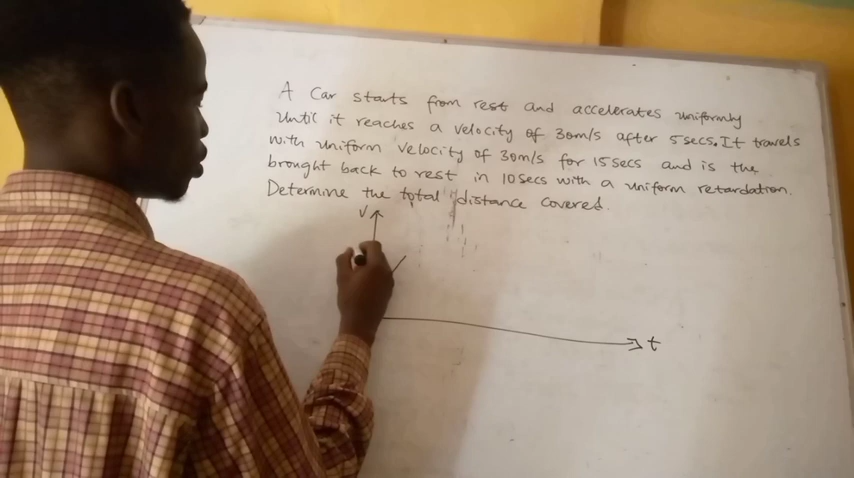 A Car starts from rest and accelerates uniformly
until it reaches a velocity of 30m/s after 5secs. It travels
with uniform velocity of 30m/s for 15secs and is the
brought back to rest in 10secs with a uniform retardation.
Determine the total distance covered.
V
t